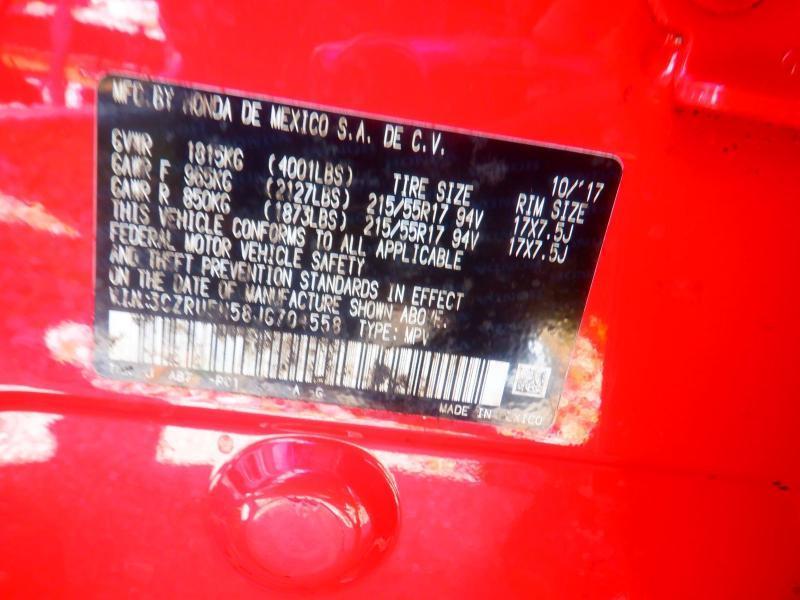 MFD. BY HONDA DE MEXICO S.A. DE C.V.
10/'17
GVWR 1815KG (4001LBS) TIRE SIZE RIM SIZE
GAWR F 965KG (2127LBS) 215/55R17 94V 17X7.5J
GAWR R 850KG (1873LBS) 215/55R17 94V 17X7.5J
THIS VEHICLE CONFORMS TO ALL APPLICABLE
FEDERAL MOTOR VEHICLE SAFETY
AND THEFT PREVENTION STANDARDS IN EFFECT
ON THE DATE OF MANUFACTURE SHOWN ABOVE.
TYPE: MPV
MADE IN MEXICO